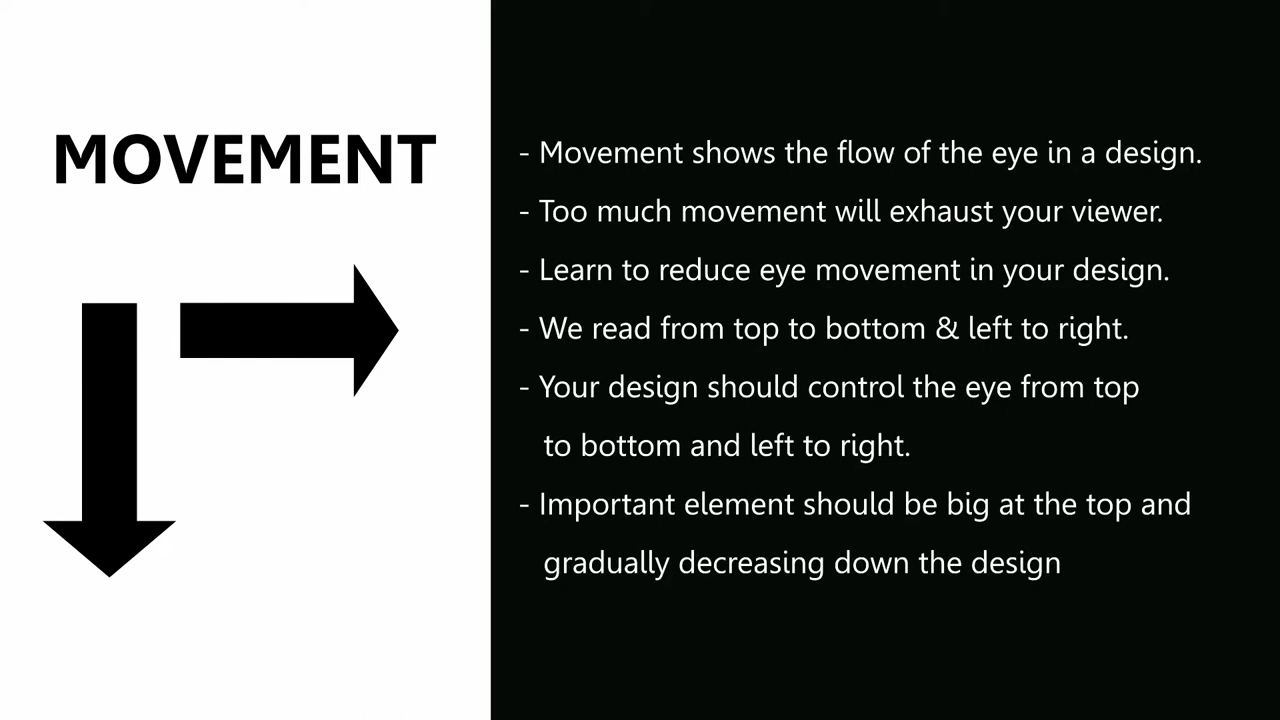 MOVEMENT
- Movement shows the flow of the eye in a design.
- Too much movement will exhaust your viewer.
- Learn to reduce eye movement in your design.
- We read from top to bottom & left to right.
- Your design should control the eye from top
to bottom and left to right.
- Important element should be big at the top and
gradually decreasing down the design